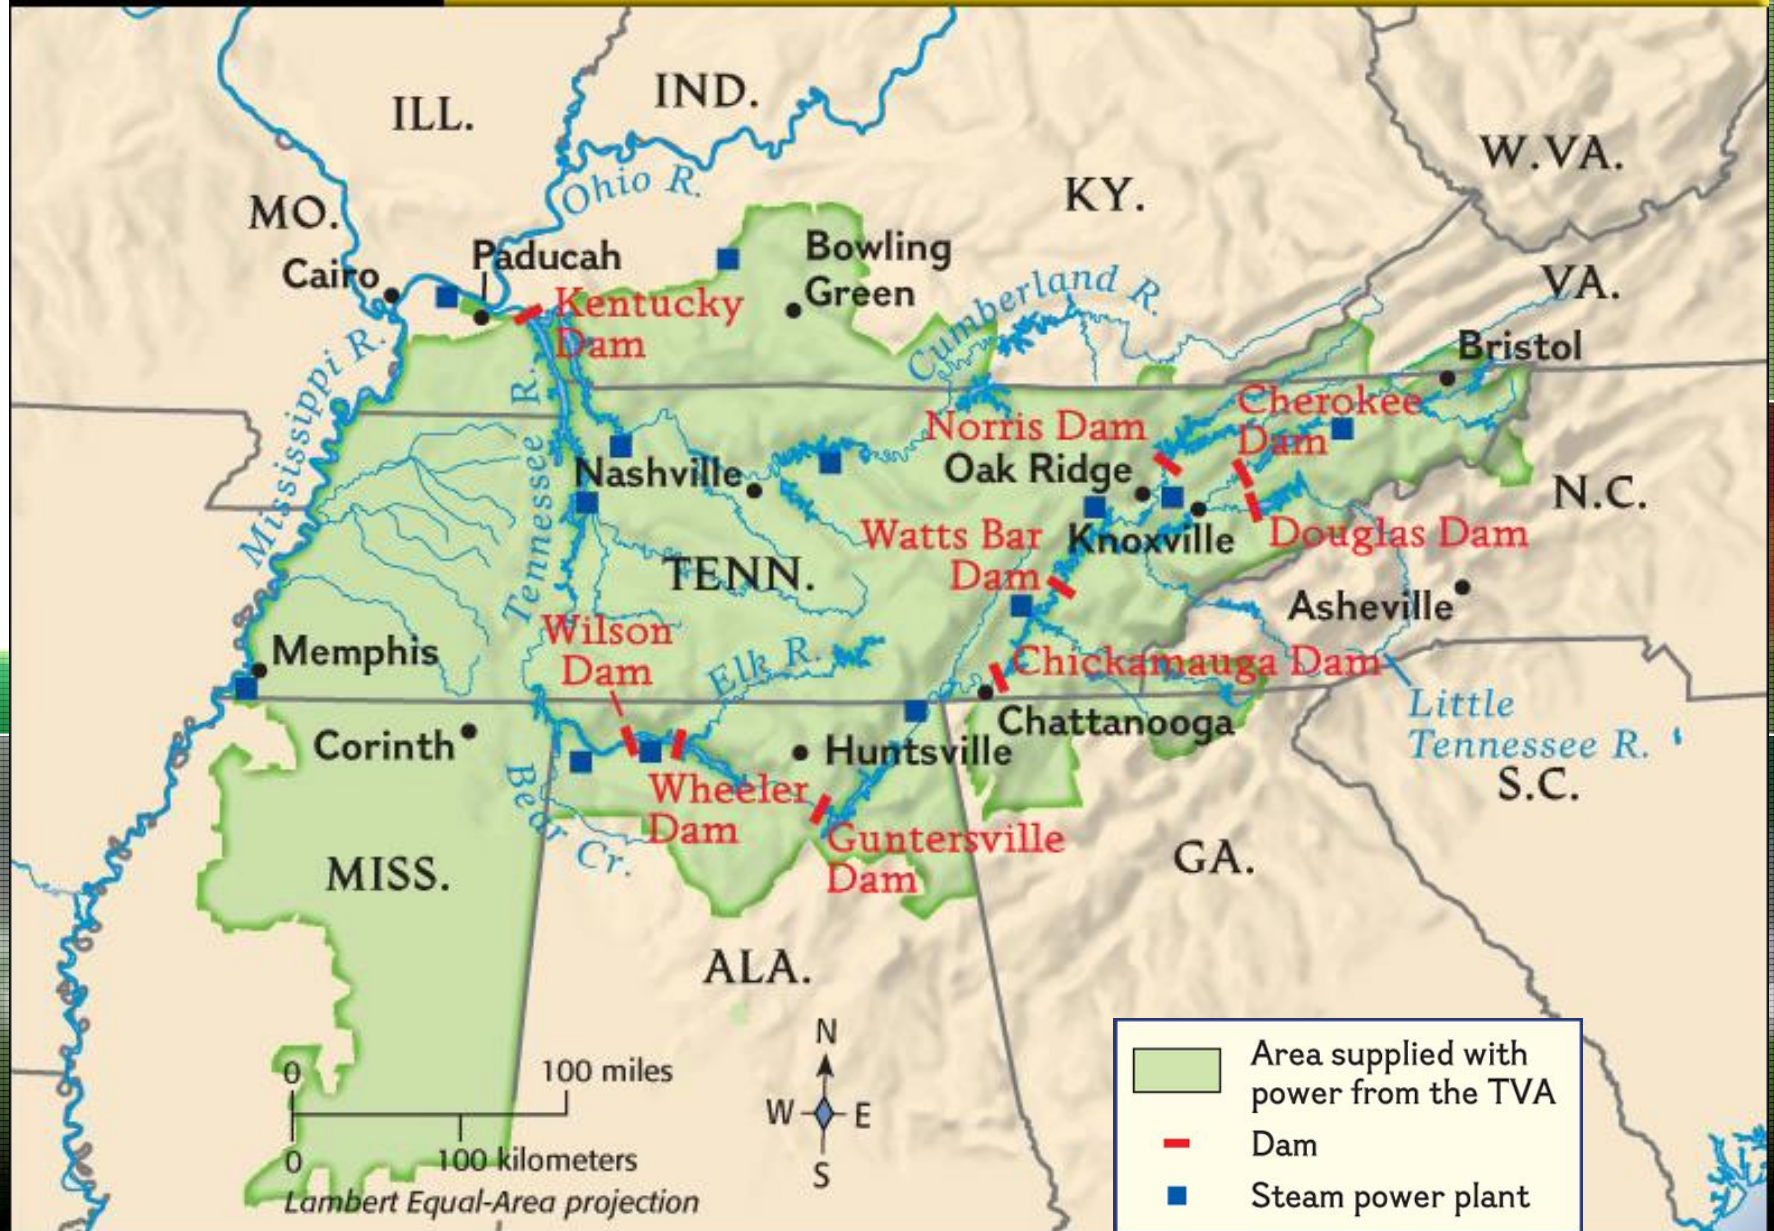 ILL.
IND.
W.VA.
Ohio R.
KY.
MO.
Paducah
Bowling
Green
Cairo
VA.
Cumberland R.
Kentucky
Dam
Mississippi R.
Bristol
Tennessee R.
Cherokee
Dam
Norris Dam
Oak Ridge
Nashville
N.C.
Watts Bar
Dam
Knoxville
Douglas Dam
TENN.
Asheville
Wilson
Dam
Elk R.
Memphis
Chickamauga Dam
Little
Tennessee R.
Chattanooga
Corinth
Huntsville
S.C.
Bear Cr.
Wheeler
Dam
Guntersville
Dam
MISS.
GA.
ALA.
N
W E
S
0 100 miles
0 100 kilometers
Lambert Equal-Area projection
Area supplied with
power from the TVA
Dam
Steam power plant